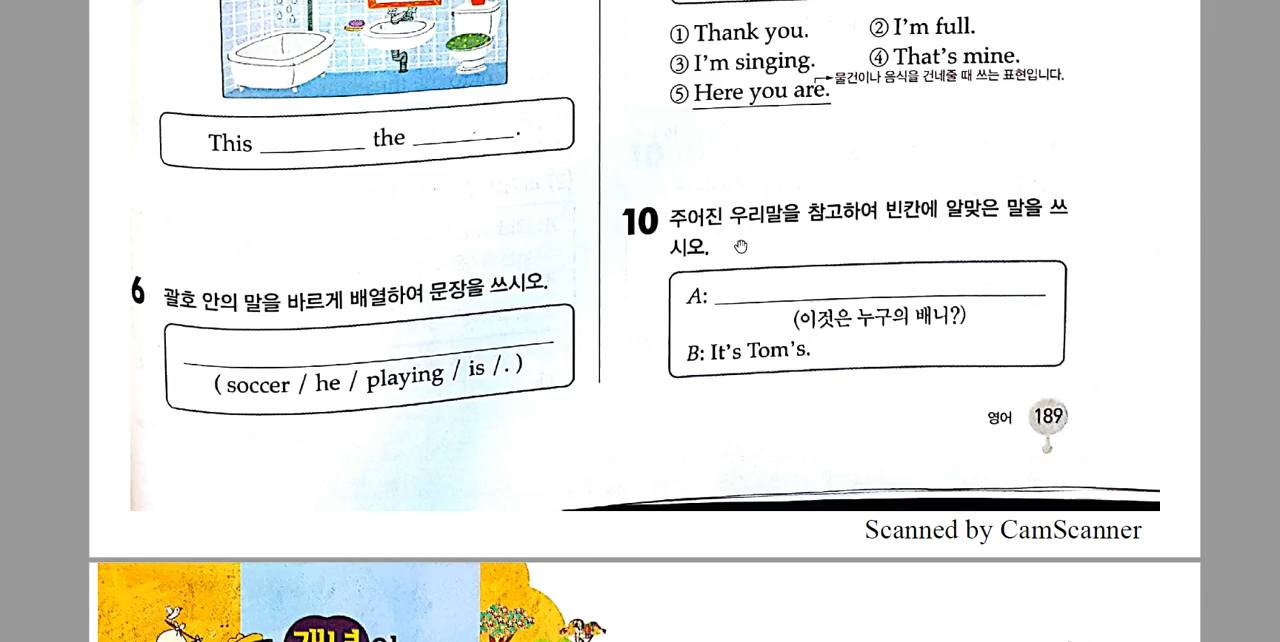 This ________ the ________.
6 괄호 안의 말을 바르게 배열하여 문장을 쓰시오.
( soccer / he / playing / is / . )
① Thank you. ② I'm full.
③ I'm singing. ④ That's mine.
⑤ Here you are. 물건이나 음식을 건네줄 때 쓰는 표현입니다.
10 주어진 우리말을 참고하여 빈칸에 알맞은 말을 쓰
시오.
A: ________
(이것은 누구의 배니?)
B: It's Tom's.
영어 189
Scanned by CamScanner